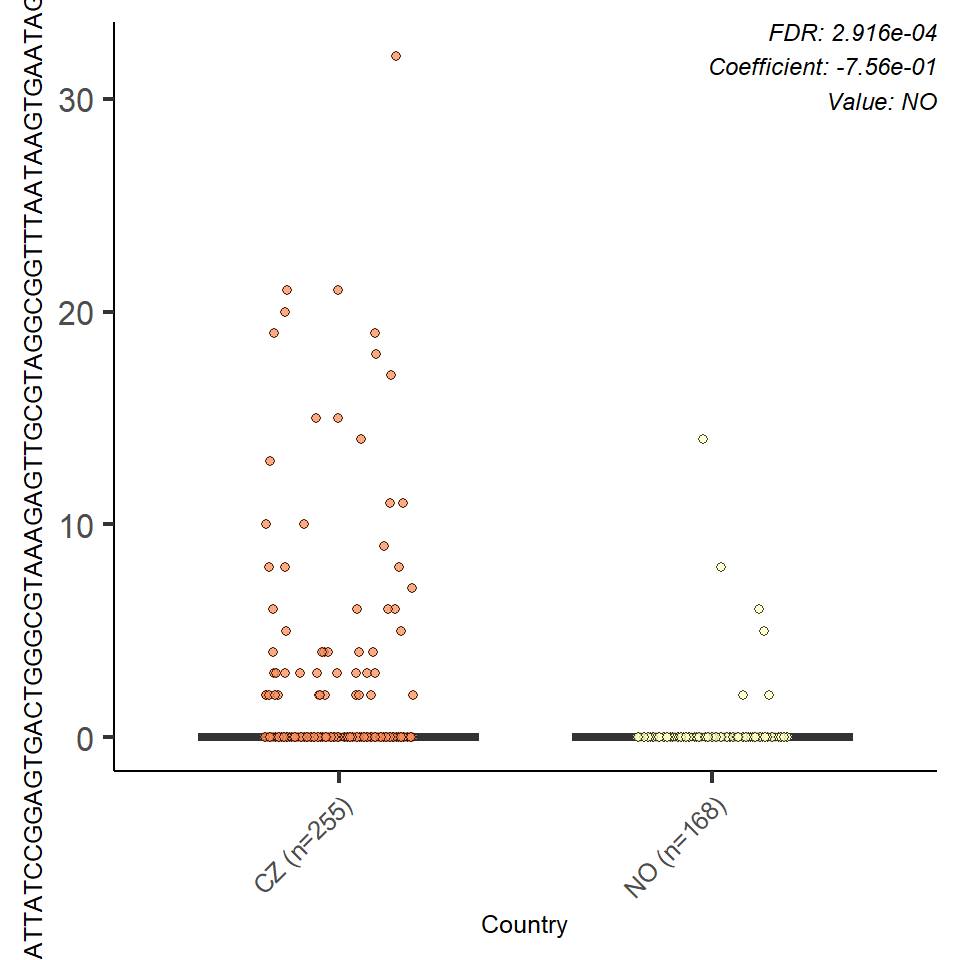 FDR: 2.916e-04
Coefficient: -7.56e-01
Value: NO
ATTATCCGGAGTGACTGGGCGTAAAGAGTTGCGTAGGCGGTTTAATAAGTGAATAG
30
20
10
0
CZ (n=255)
NO (n=168)
Country